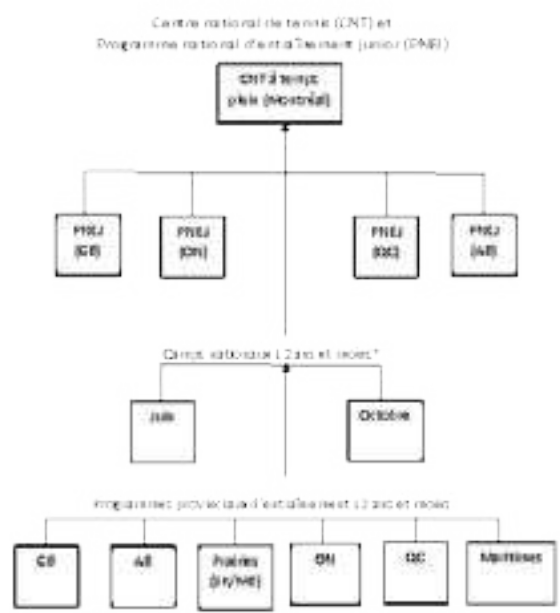 Centre national de tennis (CNT) et
Programme national d'entraînement junior (PNEJ)
CNT à temps
plein (Montréal)
PNEJ
(CB)
PNEJ
(ON)
PNEJ
(QC)
PNEJ
(AB)
Camps nationaux 12 ans et moins*
Juin
Octobre
Programmes provinciaux d'entraînement 12 ans et moins
CB
AB
Prairies
(SK/MB)
ON
QC
Maritimes